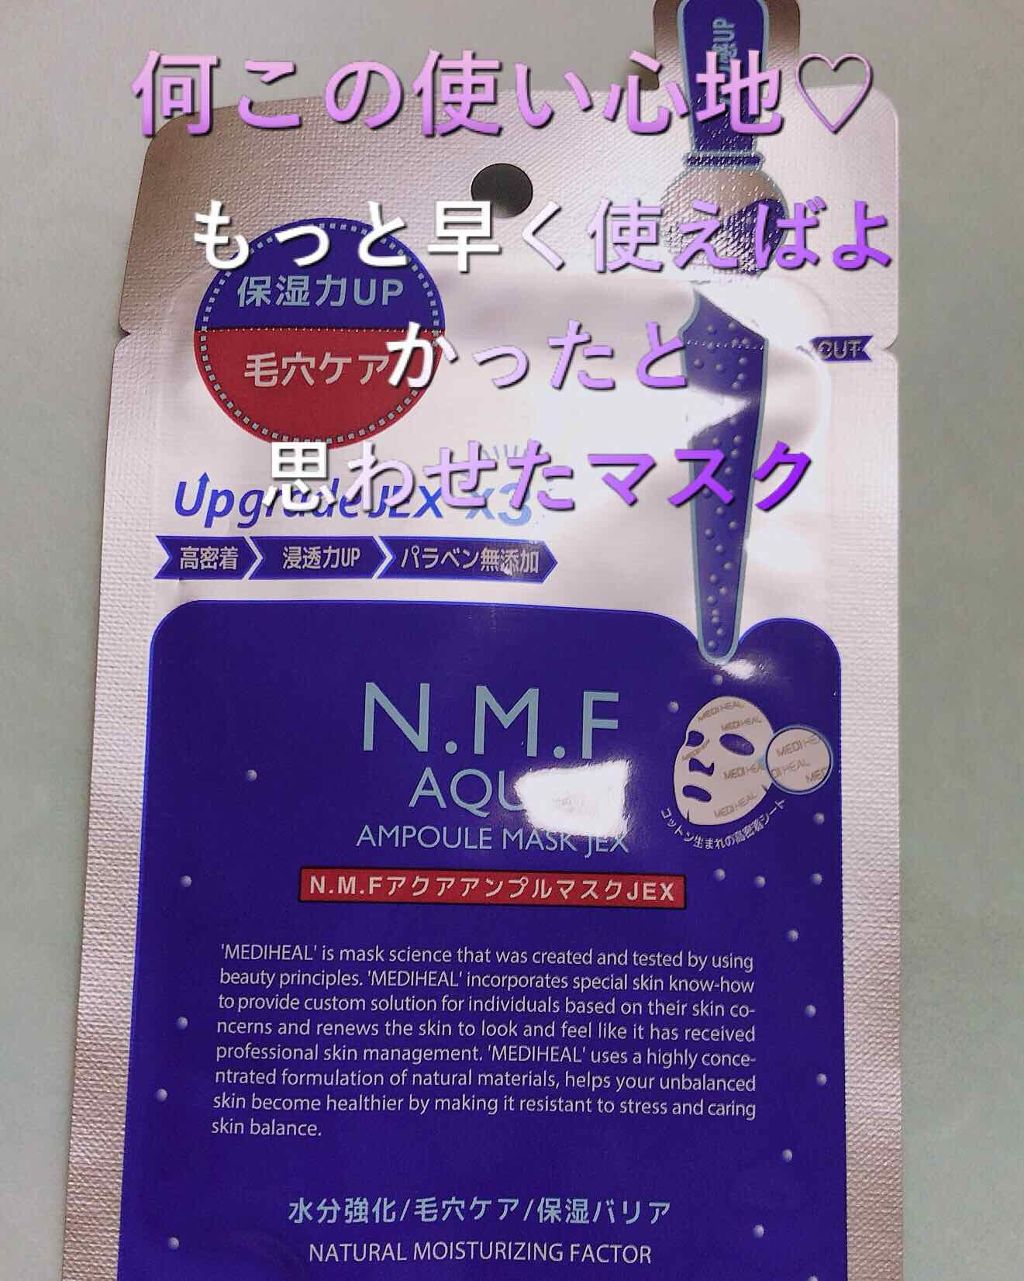 何この使い心地♡
もっと早く使えばよ
かったと
思わせたマスク
保湿力UP
毛穴ケア
CUT
UpgradeJEX x3
高密着 浸透力UP パラベン無添加
N.M.F
AMPOULE MASK JEX
N.M.FアクアアンプルマスクJEX
コットン生まれの高密着シート
'MEDIHEAL' is mask science that was created and tested by using
beauty principles. 'MEDIHEAL' incorporates special skin know-how
to provide custom solution for individuals based on their skin co-
ncerns and renews the skin to look and feel like it has received
professional skin management. 'MEDIHEAL' uses a highly conce-
ntrated formulation of natural materials, helps your unbalanced
skin become healthier by making it resistant to stress and caring
skin balance.
水分強化/毛穴ケア/保湿バリア
NATURAL MOISTURIZING FACTOR